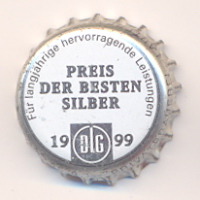 Für langjährige hervorragende Leistungen
PREIS
DER BESTEN
SILBER
19 DLG 99